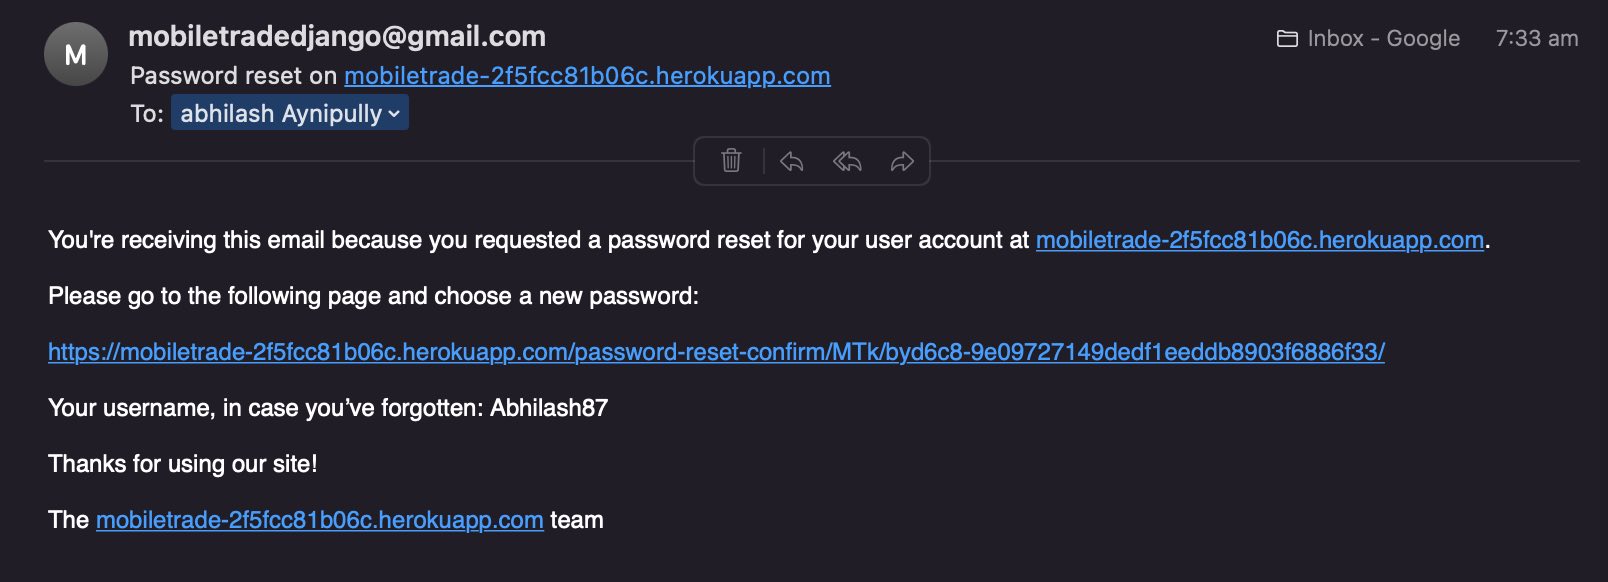 M
mobiletradedjango@gmail.com
Inbox - Google 7:33 am
Password reset on mobiletrade-2f5fcc81b06c.herokuapp.com
To: abhilash Aynipully
You're receiving this email because you requested a password reset for your user account at mobiletrade-2f5fcc81b06c.herokuapp.com.
Please go to the following page and choose a new password:
https://mobiletrade-2f5fcc81b06c.herokuapp.com/password-reset-confirm/MTk/byd6c8-9e09727149dedf1eeddb8903f6886f33/
Your username, in case you’ve forgotten: Abhilash87
Thanks for using our site!
The mobiletrade-2f5fcc81b06c.herokuapp.com team